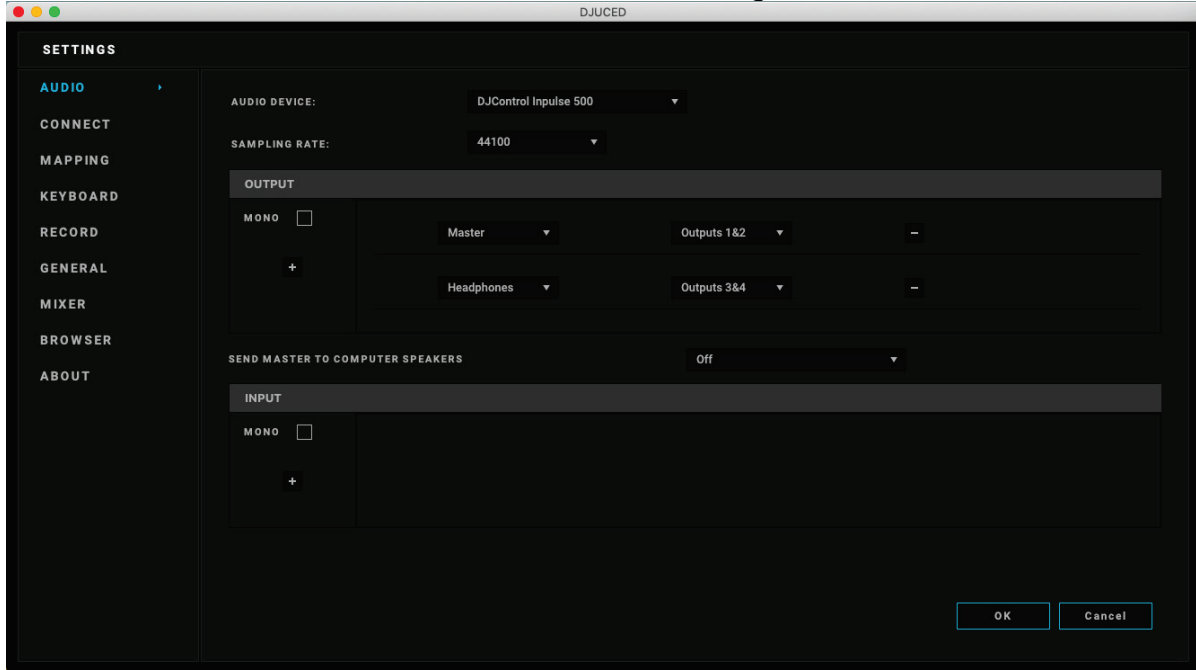 DJUCED
SETTINGS
AUDIO
CONNECT
MAPPING
KEYBOARD
RECORD
GENERAL
MIXER
BROWSER
ABOUT
AUDIO DEVICE: DJControl Inpulse 500
SAMPLING RATE: 44100
OUTPUT
MONO
+
Master Outputs 1&2 -
Headphones Outputs 3&4 -
SEND MASTER TO COMPUTER SPEAKERS Off
INPUT
MONO
+
OK Cancel